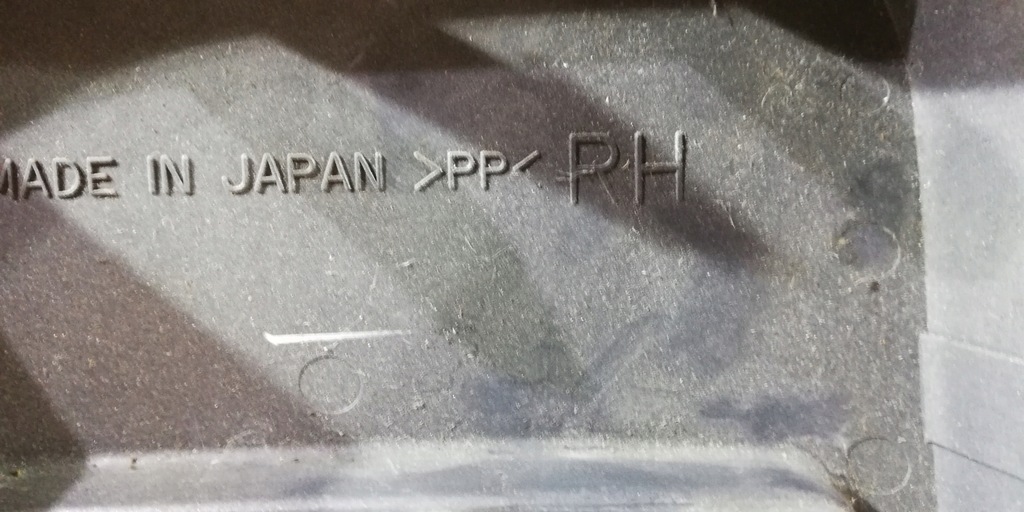 MADE IN JAPAN >PP< RH